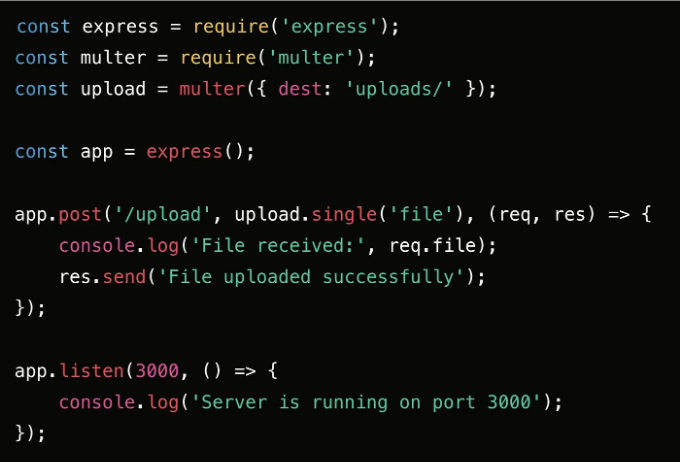 const express = require('express');
const multer = require('multer');
const upload = multer({ dest: 'uploads/' });

const app = express();

app.post('/upload', upload.single('file'), (req, res) => {
    console.log('File received:', req.file);
    res.send('File uploaded successfully');
});

app.listen(3000, () => {
    console.log('Server is running on port 3000');
});